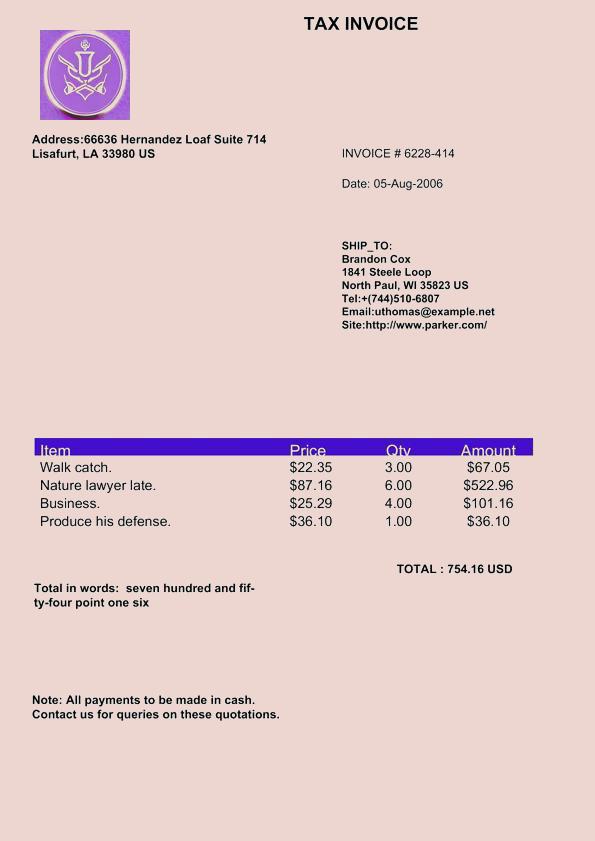 TAX INVOICE
Address:66636 Hernandez Loaf Suite 714
Lisafurt, LA 33980 US
INVOICE # 6228-414
Date: 05-Aug-2006
SHIP_TO:
Brandon Cox
1841 Steele Loop
North Paul, WI 35823 US
Tel:+(744)510-6807
Email:uthomas@example.net
Site:http://www.parker.com/
Item Price Qty Amount
Walk catch. $22.35 3.00 $67.05
Nature lawyer late. $87.16 6.00 $522.96
Business. $25.29 4.00 $101.16
Produce his defense. $36.10 1.00 $36.10
TOTAL : 754.16 USD
Total in words: seven hundred and fif-
ty-four point one six
Note: All payments to be made in cash.
Contact us for queries on these quotations.